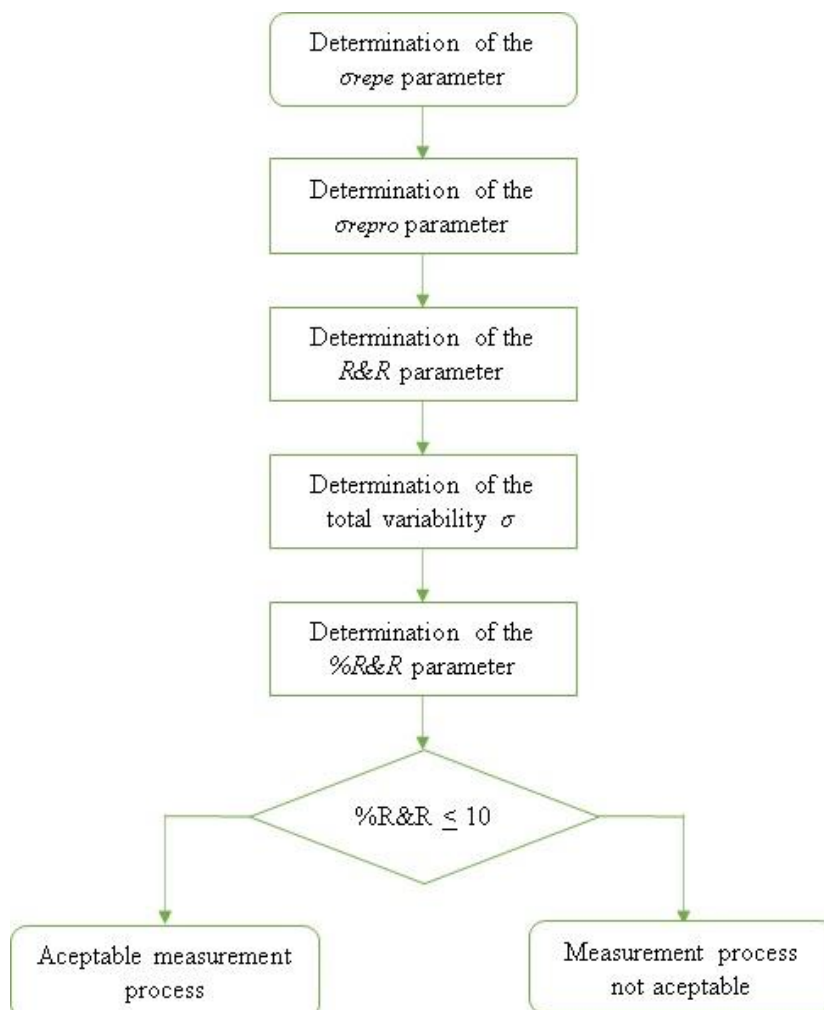 Determination of the
σrepe parameter
Determination of the
σrepro parameter
Determination of the
R&R parameter
Determination of the
total variability σ
Determination of the
%R&R parameter
%R&R ≤ 10
Aceptable measurement
process
Measurement process
not aceptable